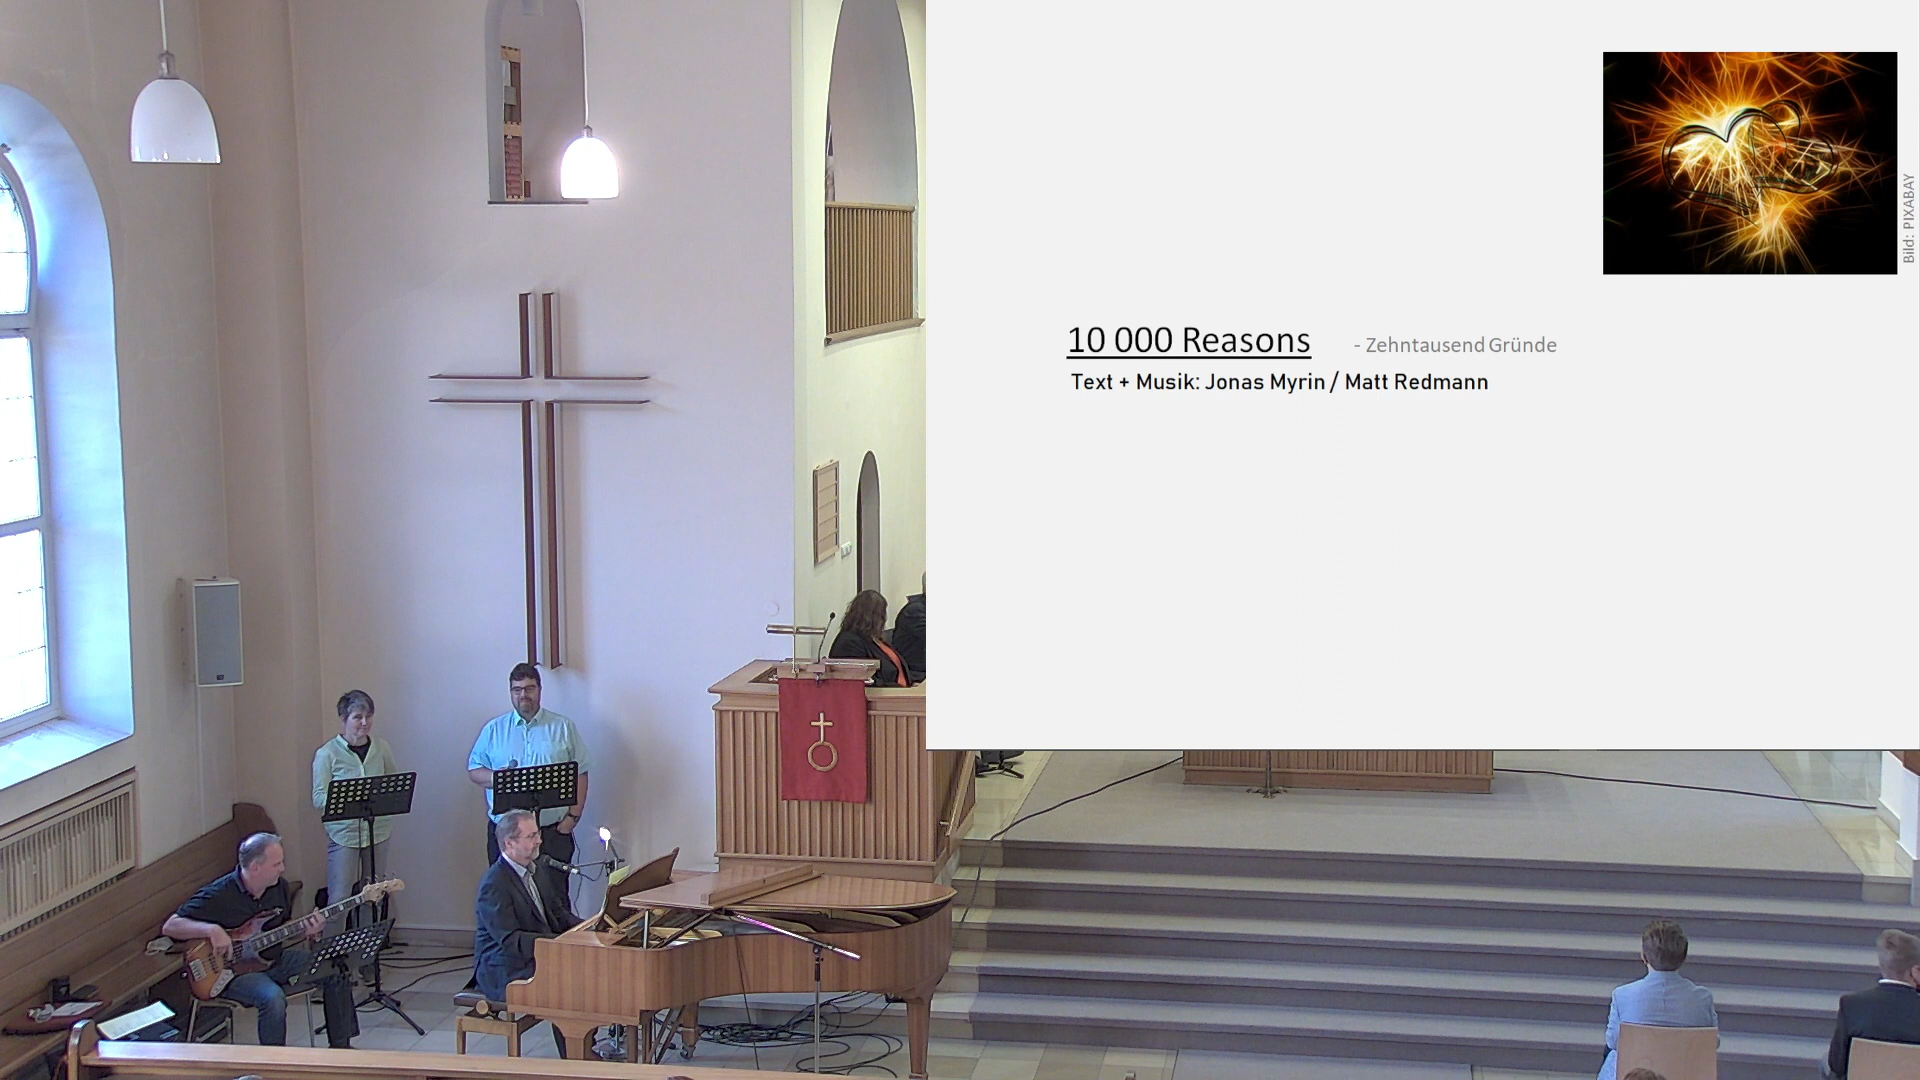 Bild: PIXABAY
10 000 Reasons - Zehntausend Gründe
Text + Musik: Jonas Myrin / Matt Redmann